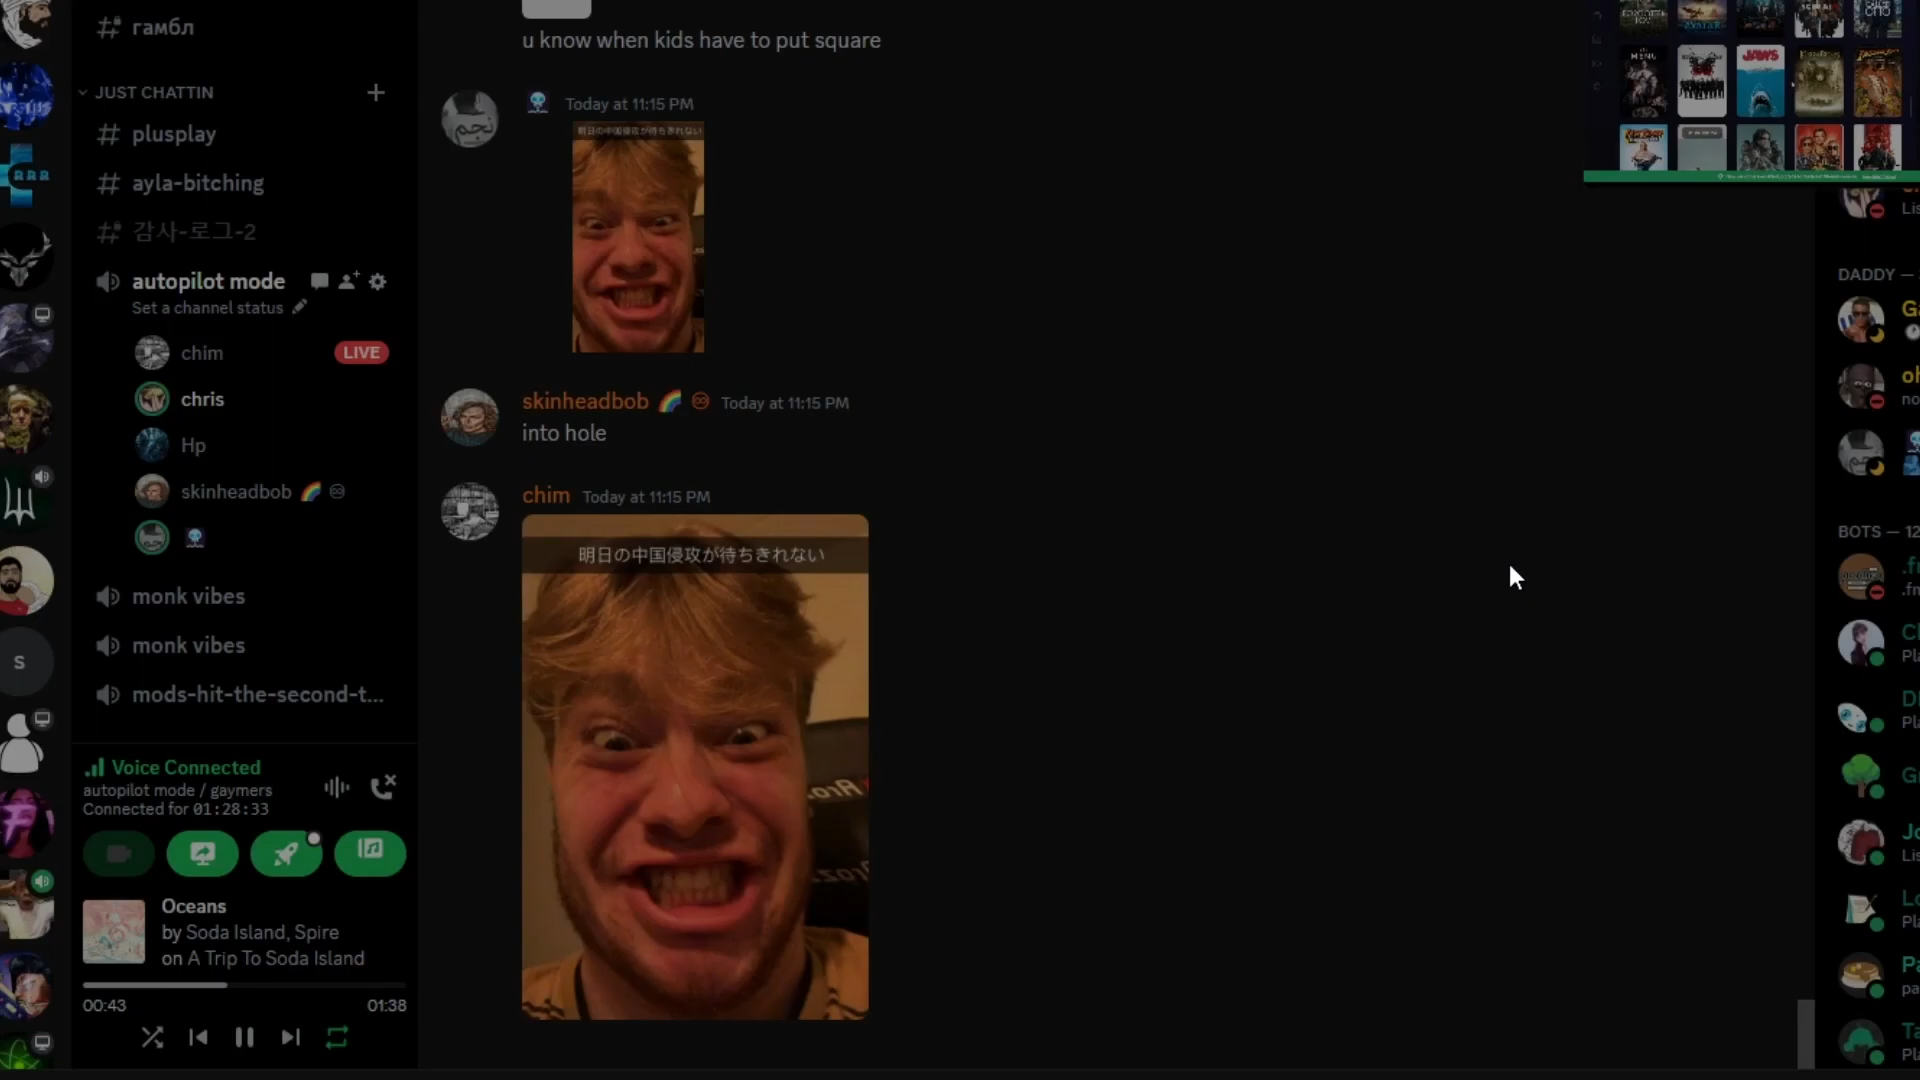 гамбл
JUST CHATTIN
plusplay
ayla-bitching
감사-로그-2
autopilot mode
Set a channel status
chim
LIVE
chris
Hp
skinheadbob
monk vibes
monk vibes
mods-hit-the-second-t...
Voice Connected
autopilot mode / gaymers
Connected for 01:28:33
Oceans
by Soda Island, Spire
on A Trip To Soda Island
00:43
01:38
S
u know when kids have to put square
Today at 11:15 PM
明日の中国侵攻が待ちきれない
نجم
skinheadbob Today at 11:15 PM
into hole
chim Today at 11:15 PM
明日の中国侵攻が待ちきれない
MENU
JAWS
DADDY —
BOTS — 12